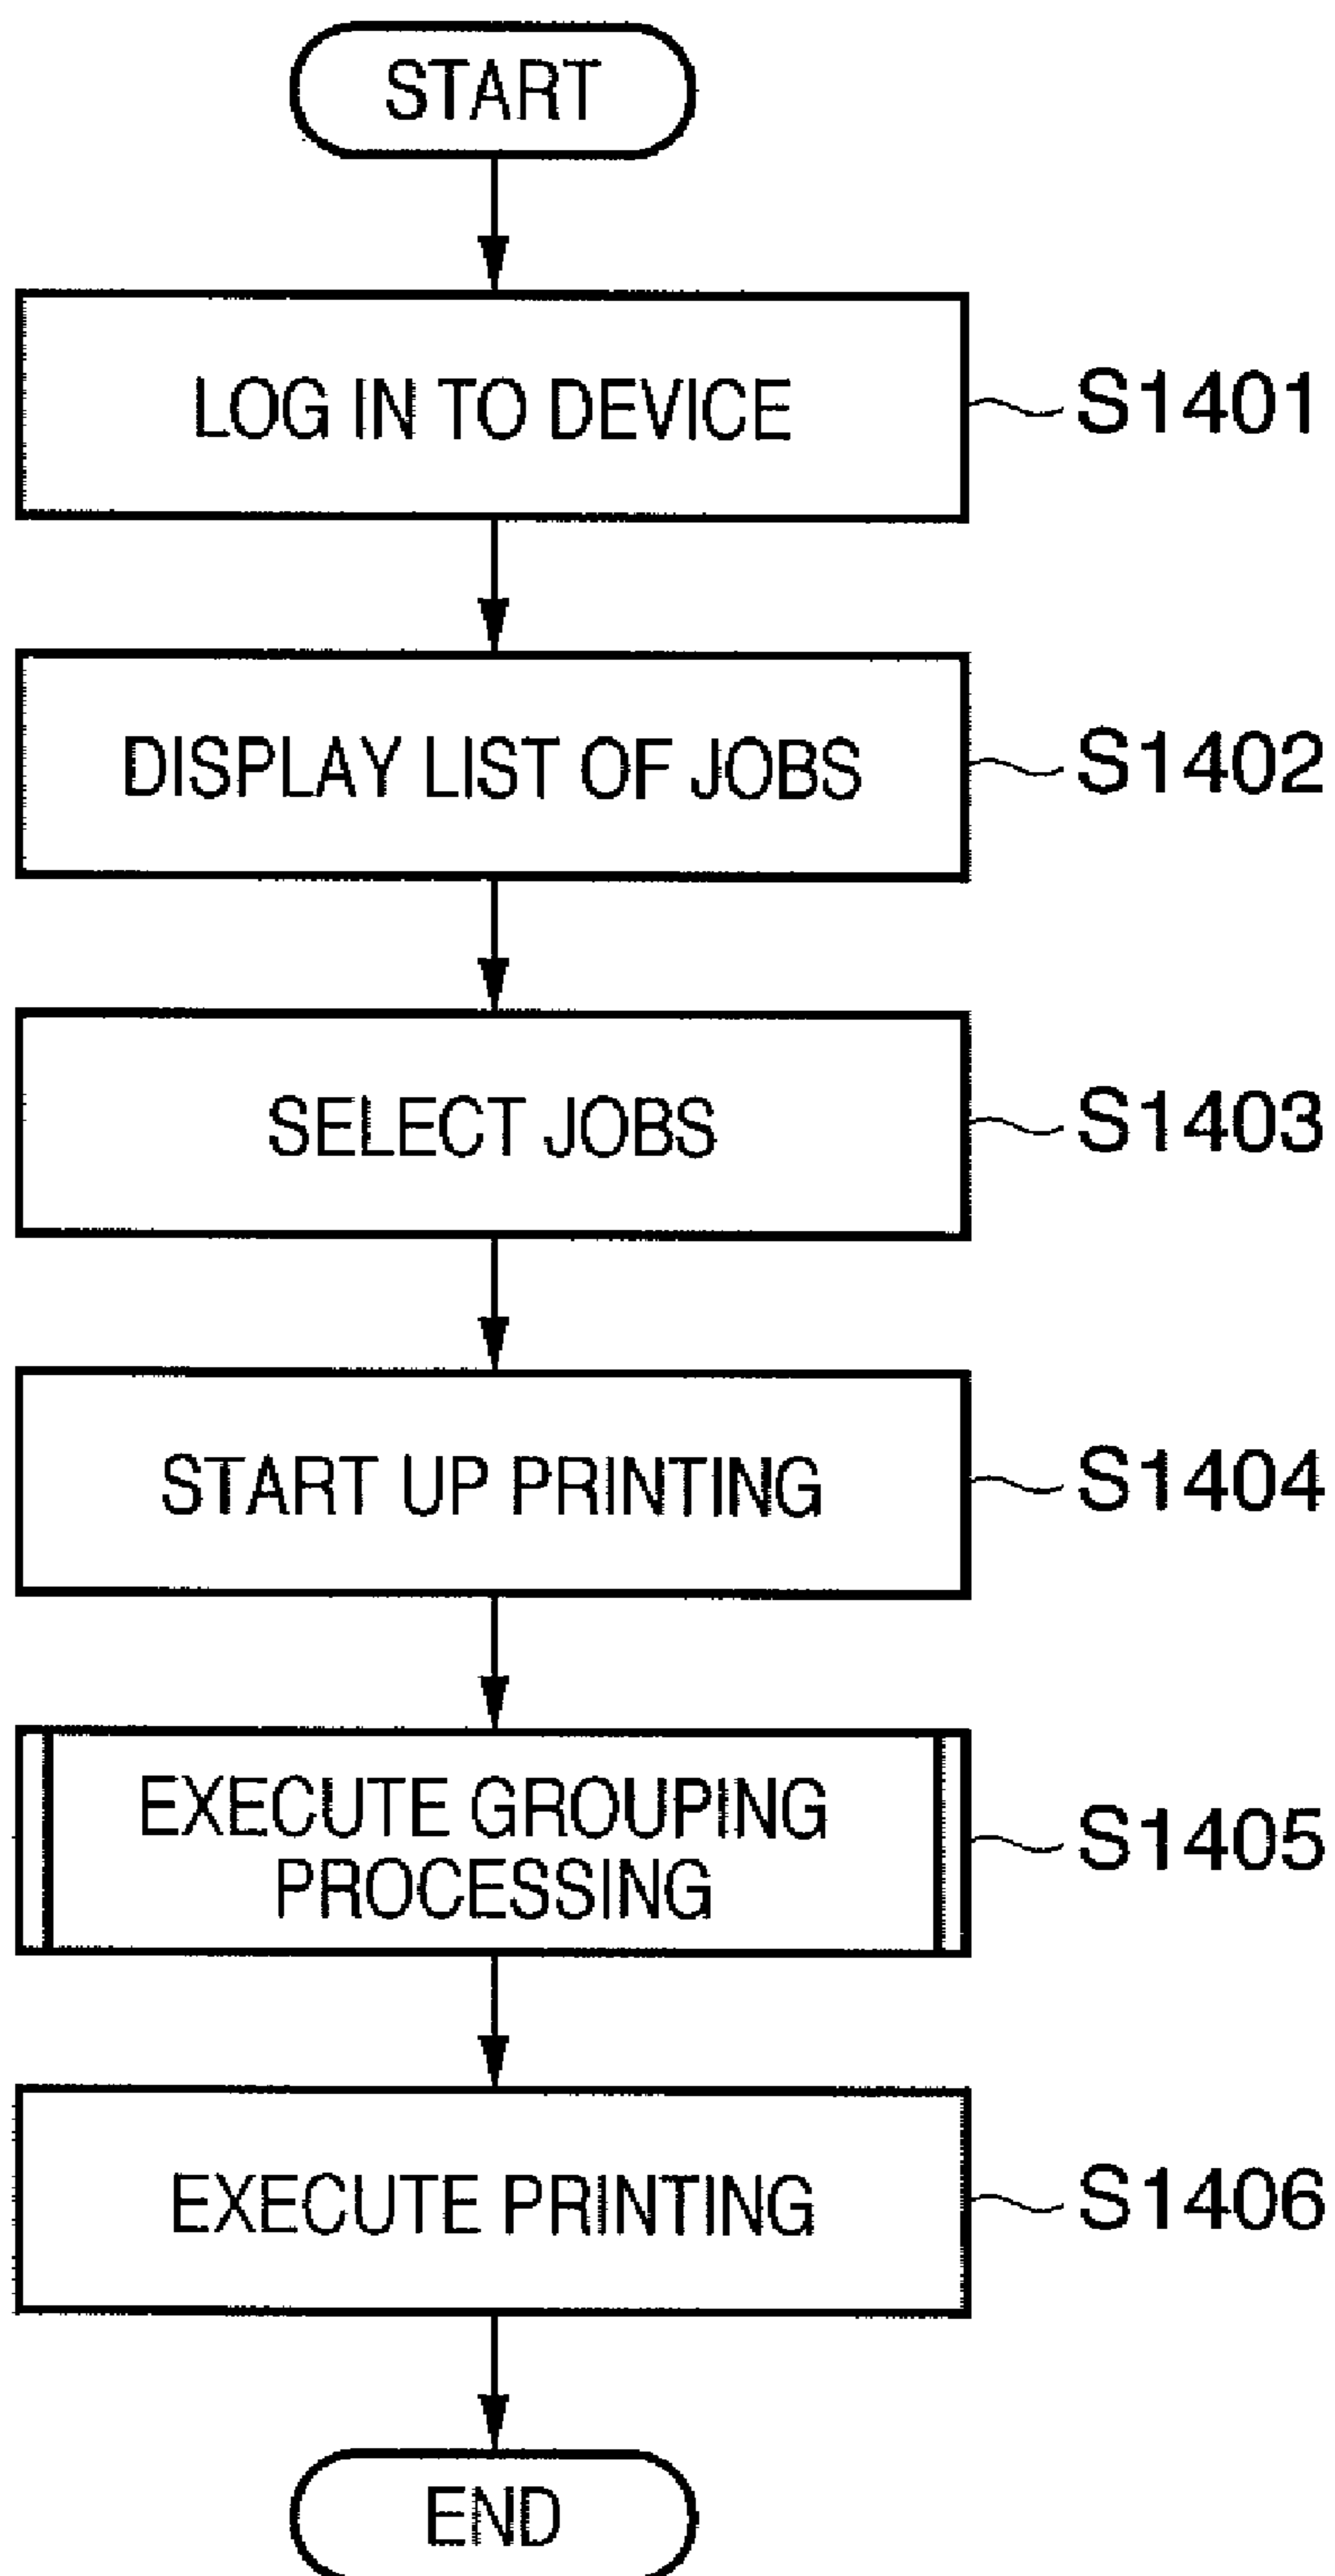 START
LOG IN TO DEVICE
S1401
DISPLAY LIST OF JOBS
S1402
SELECT JOBS
S1403
START UP PRINTING
S1404
EXECUTE GROUPING
PROCESSING
S1405
EXECUTE PRINTING
S1406
END